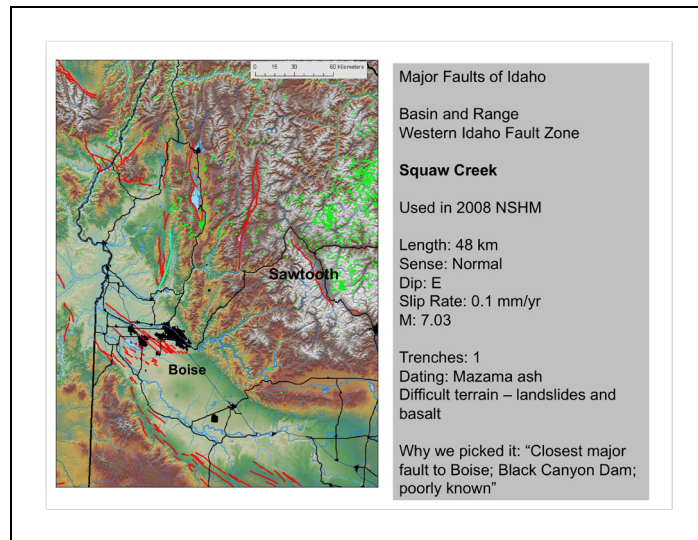 0 15 30 60 Kilometers
Sawtooth
Boise
Major Faults of Idaho
Basin and Range
Western Idaho Fault Zone
Squaw Creek
Used in 2008 NSHM
Length: 48 km
Sense: Normal
Dip: E
Slip Rate: 0.1 mm/yr
M: 7.03
Trenches: 1
Dating: Mazama ash
Difficult terrain – landslides and
basalt
Why we picked it: “Closest major
fault to Boise; Black Canyon Dam;
poorly known”